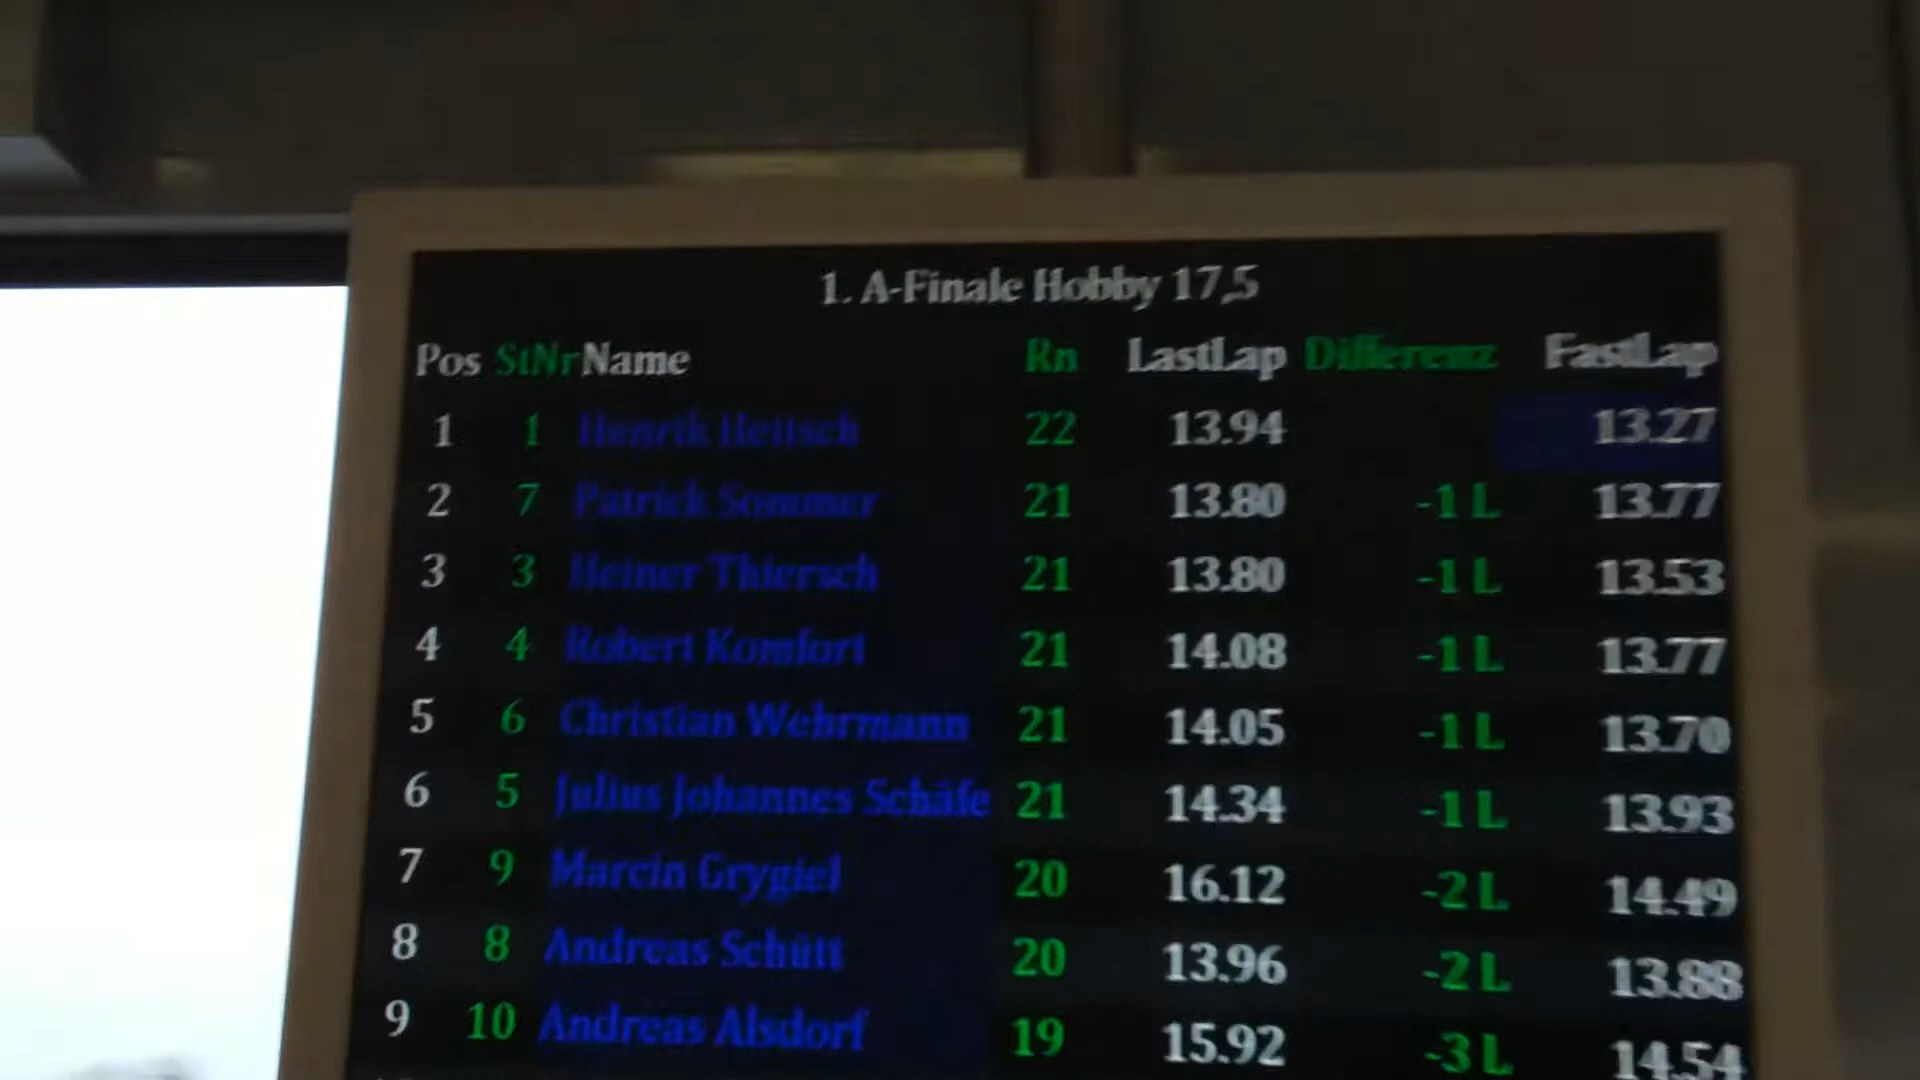 1. A-Finale Hobby 17,5
Pos StNr Name Rn LastLap Differenz FastLap
1 1 Henrik Heitsch 22 13.94 13.27
2 7 Patrick Sommer 21 13.80 -1 L 13.77
3 3 Heiner Thiersch 21 13.80 -1 L 13.53
4 4 Robert Komfort 21 14.08 -1 L 13.77
5 6 Christian Wehrmann 21 14.05 -1 L 13.70
6 5 Julius Johannes Schäfe 21 14.34 -1 L 13.93
7 9 Marcin Grygiel 20 16.12 -2 L 14.49
8 8 Andreas Schütt 20 13.96 -2 L 13.88
9 10 Andreas Alsdorf 19 15.92 -3 L 14.54